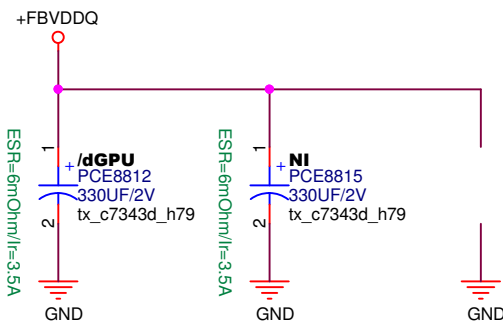 +FBVDDQ
ESR=6mOhm/Ir=3.5A
1
+
/dGPU
PCE8812
330UF/2V
tx_c7343d_h79
2
GND
ESR=6mOhm/Ir=3.5A
1
+
NI
PCE8815
330UF/2V
tx_c7343d_h79
2
GND
GND